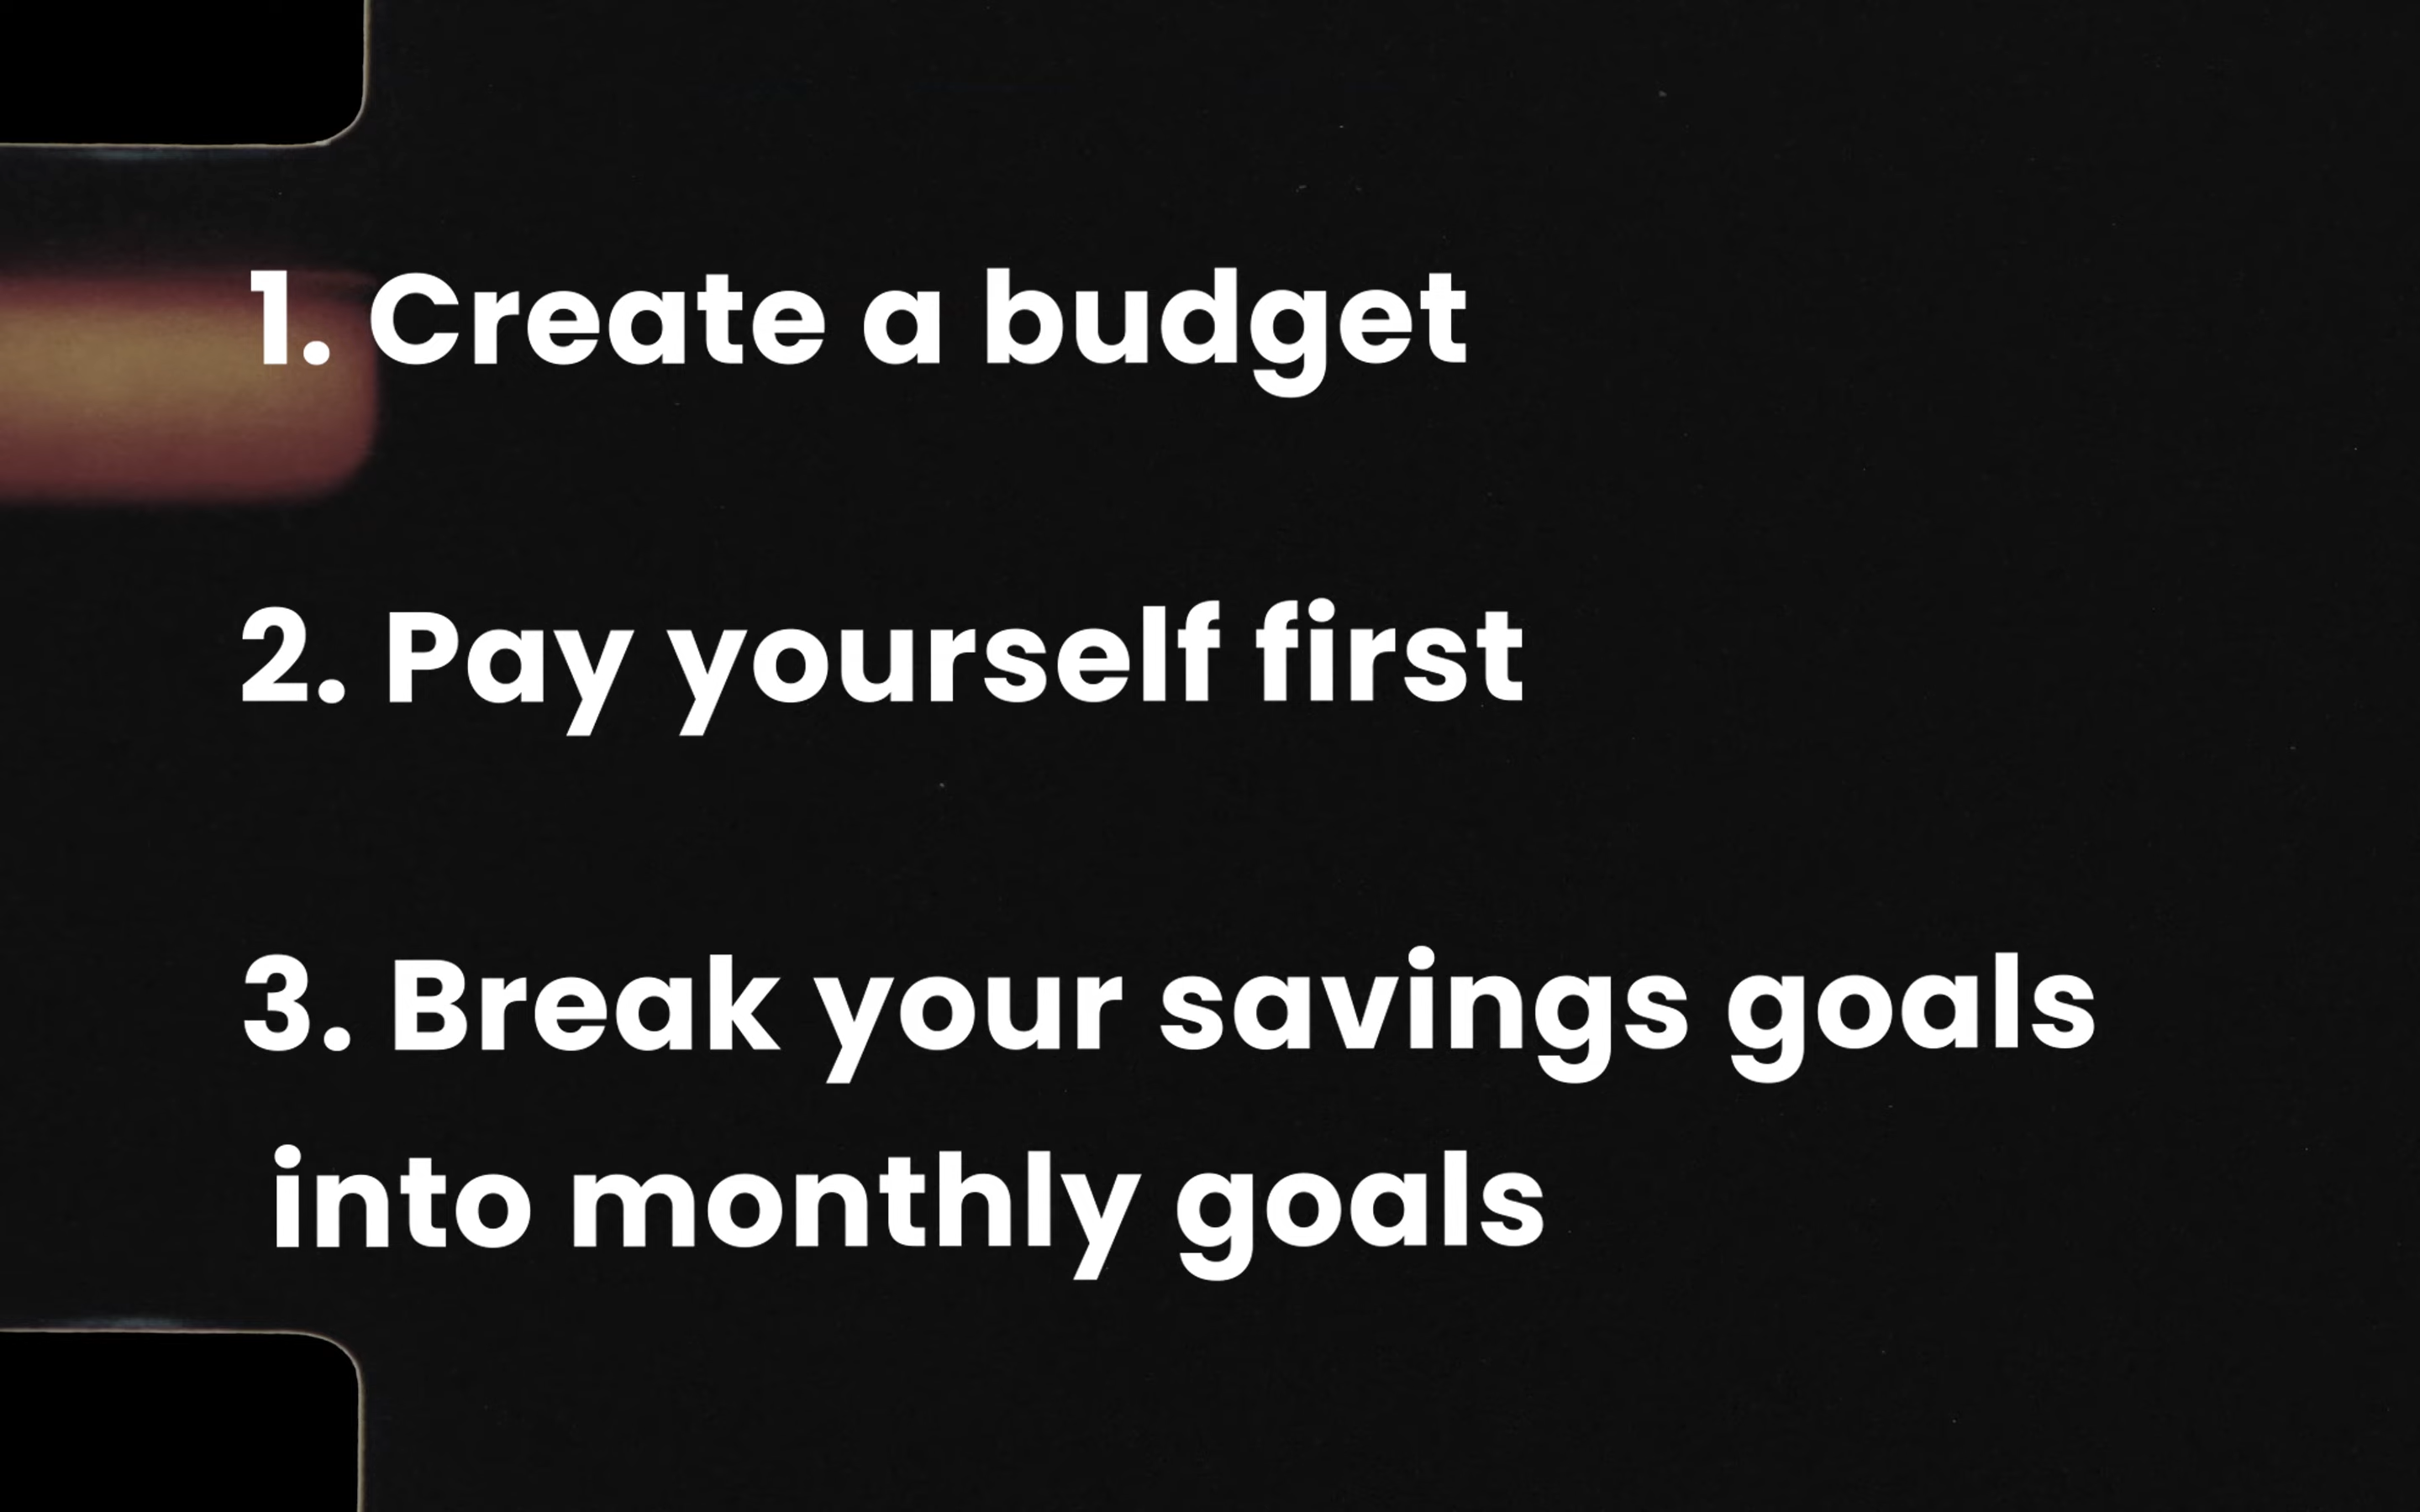 1. Create a budget
2. Pay yourself first
3. Break your savings goals
into monthly goals